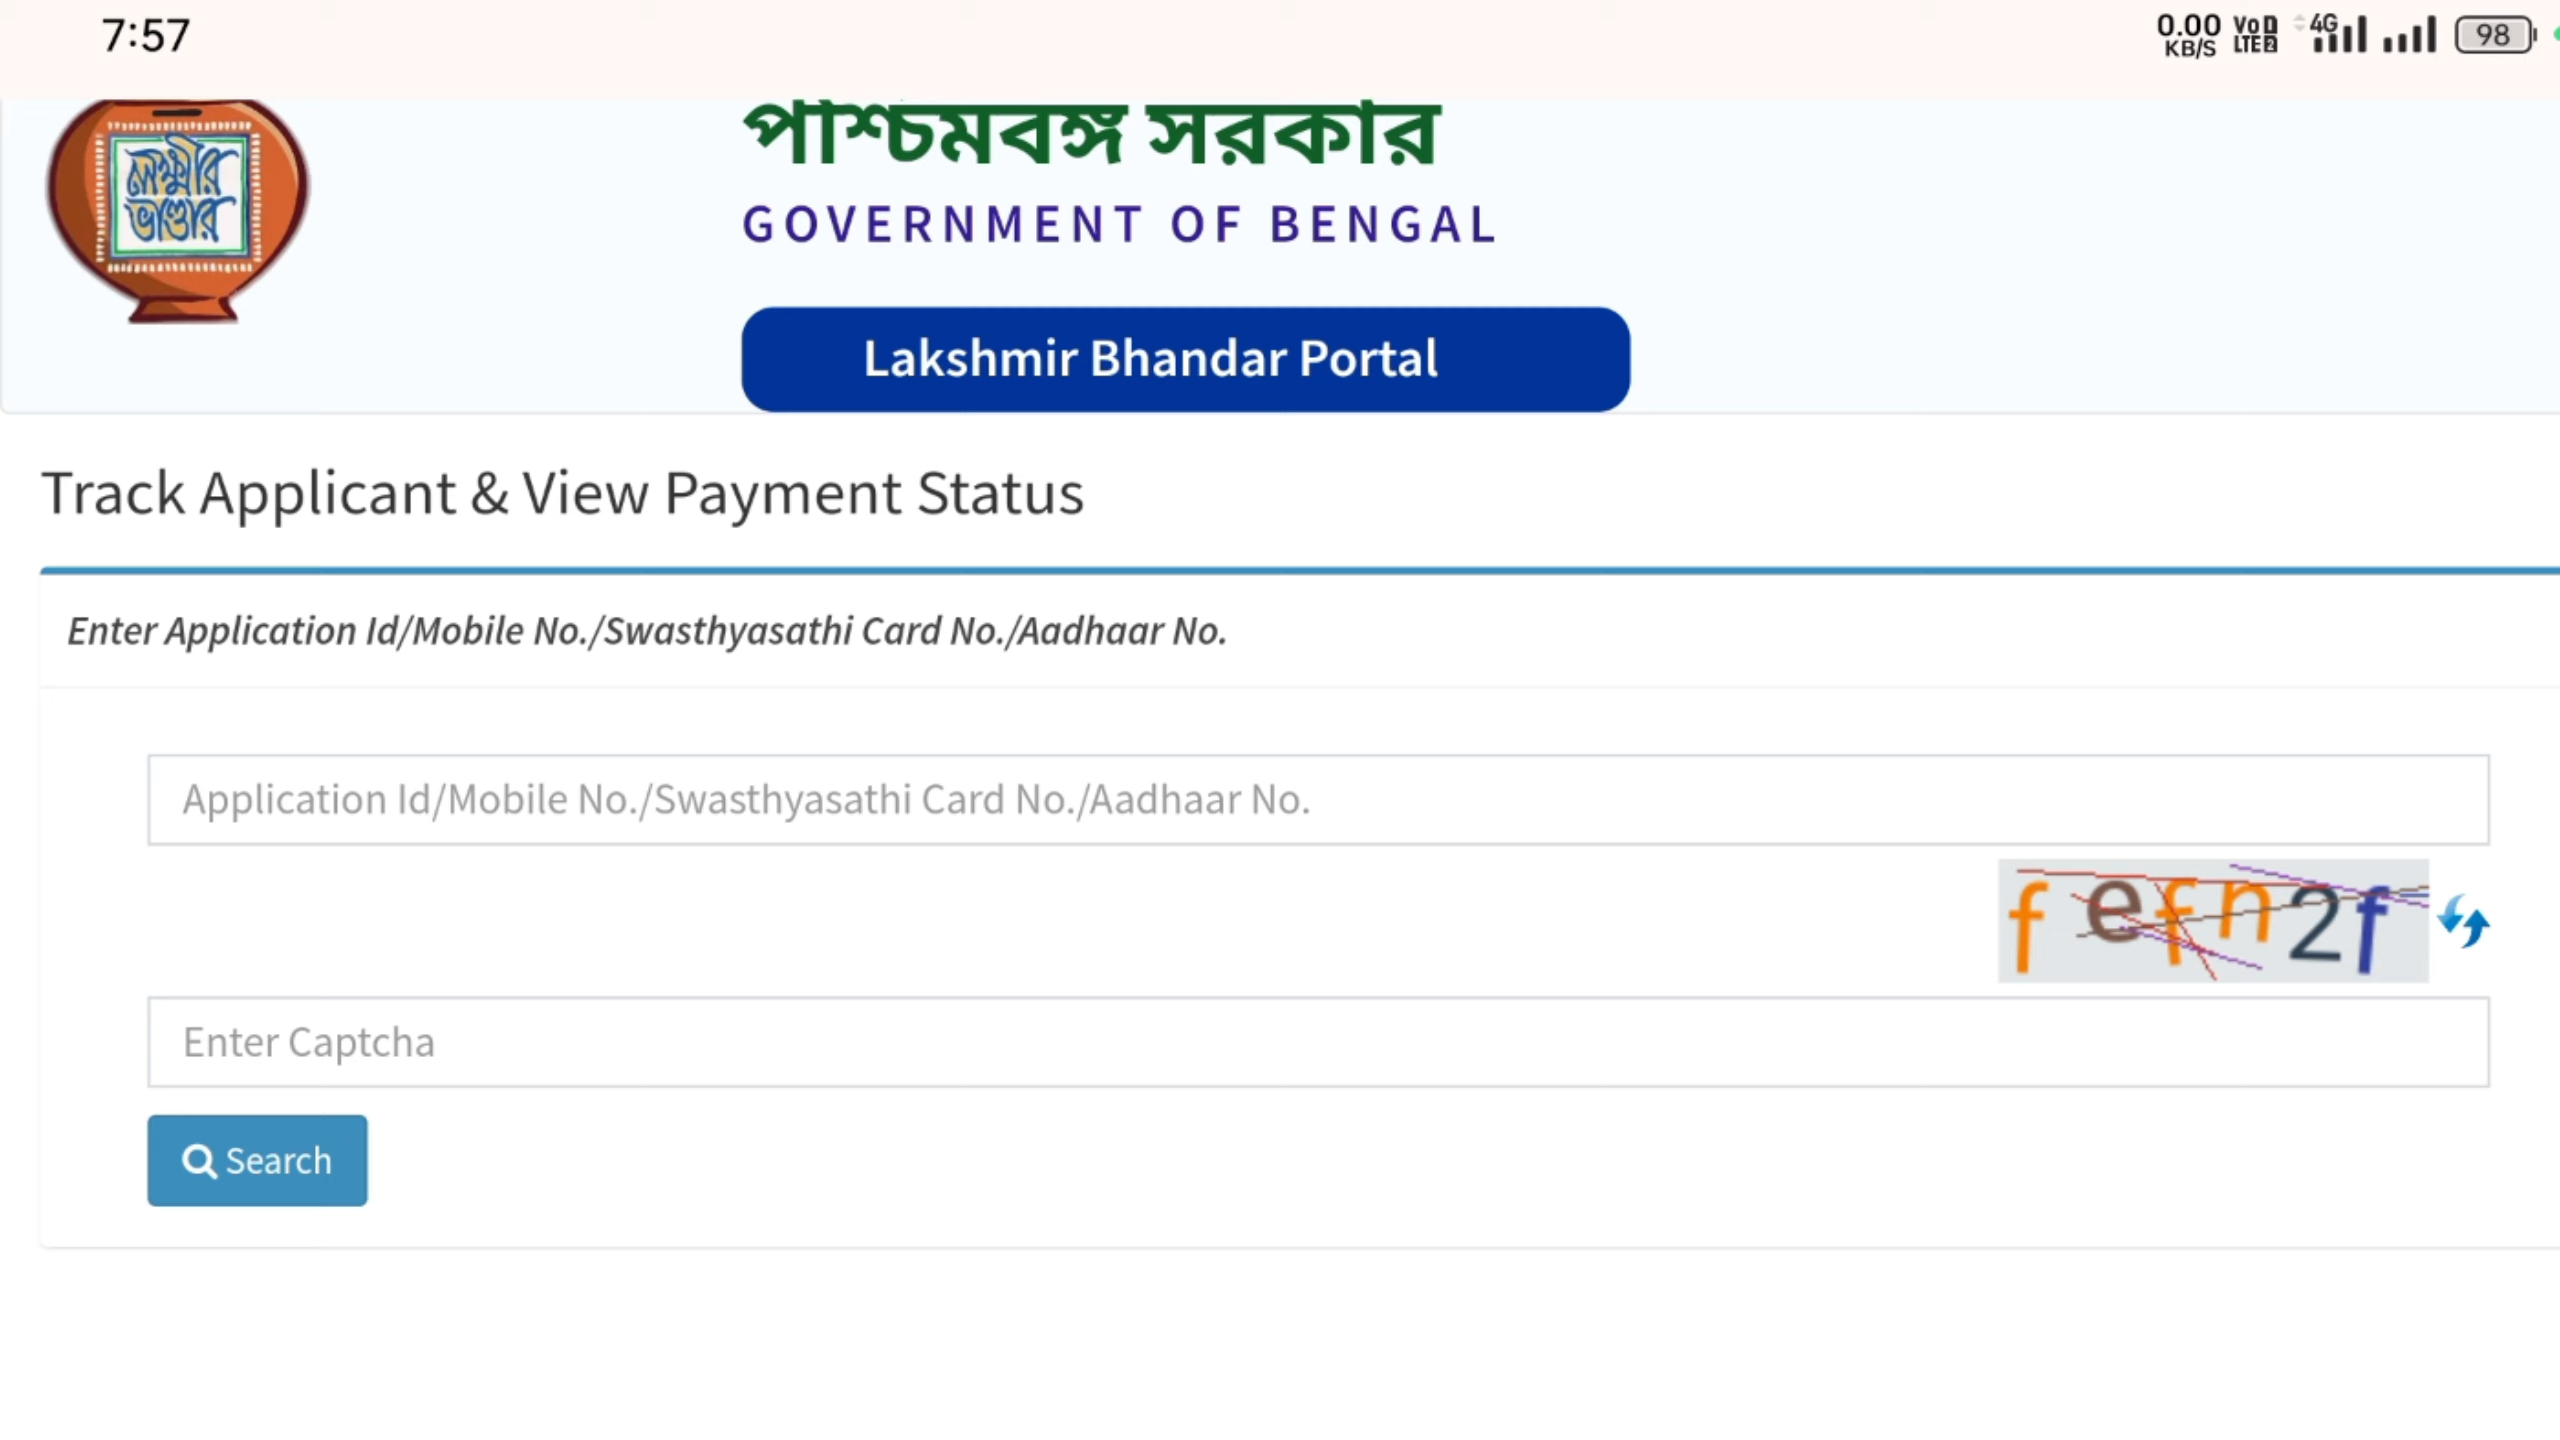 7:57
0.00 KB/S VoLTE 4G 98
লক্ষ্মীর
ভাণ্ডার
পশ্চিমবঙ্গ সরকার
GOVERNMENT OF BENGAL
Lakshmir Bhandar Portal
Track Applicant & View Payment Status
Enter Application Id/Mobile No./Swasthyasathi Card No./Aadhaar No.
Application Id/Mobile No./Swasthyasathi Card No./Aadhaar No.
fefn2f
Enter Captcha
Search